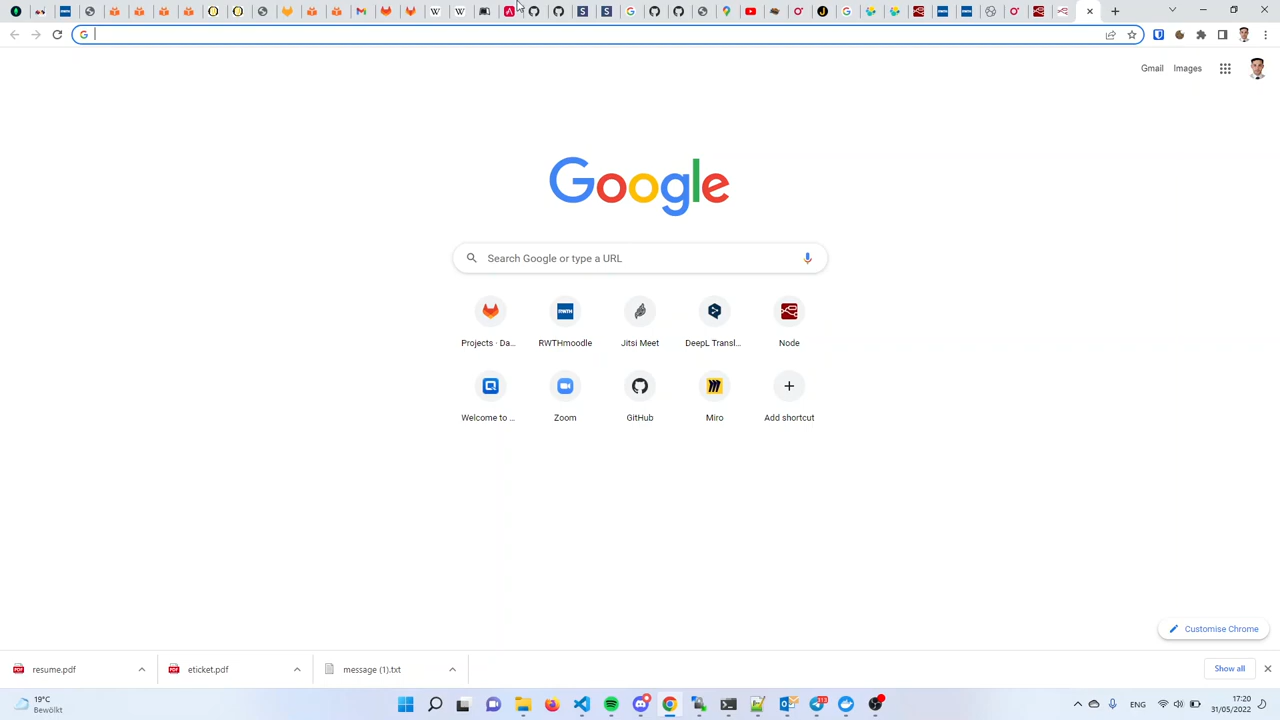 Gmail
Images
Google
Search Google or type a URL
Projects · Da...
RWTHmoodle
Jitsi Meet
DeepL Transl...
Node
Welcome to ...
Zoom
GitHub
Miro
Add shortcut
Customise Chrome
resume.pdf
eticket.pdf
message (1).txt
Show all
19°C
Bewölkt
ENG
17:20
31/05/2022